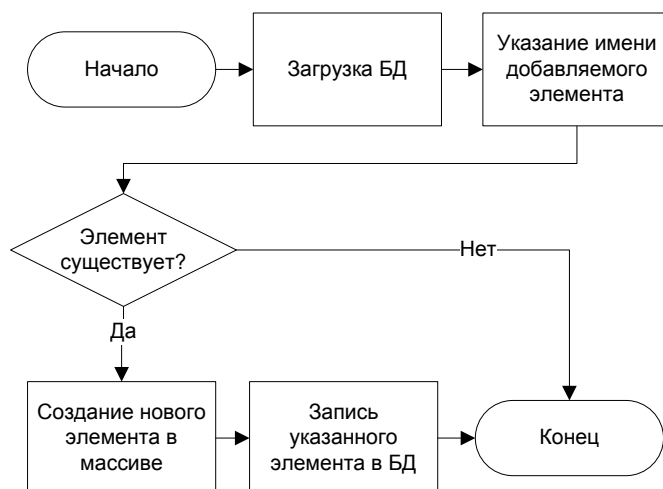 Начало
Загрузка БД
Указание имени
добавляемого
элемента
Элемент
существует?
Нет
Да
Создание нового
элемента в
массиве
Запись
указанного
элемента в БД
Конец